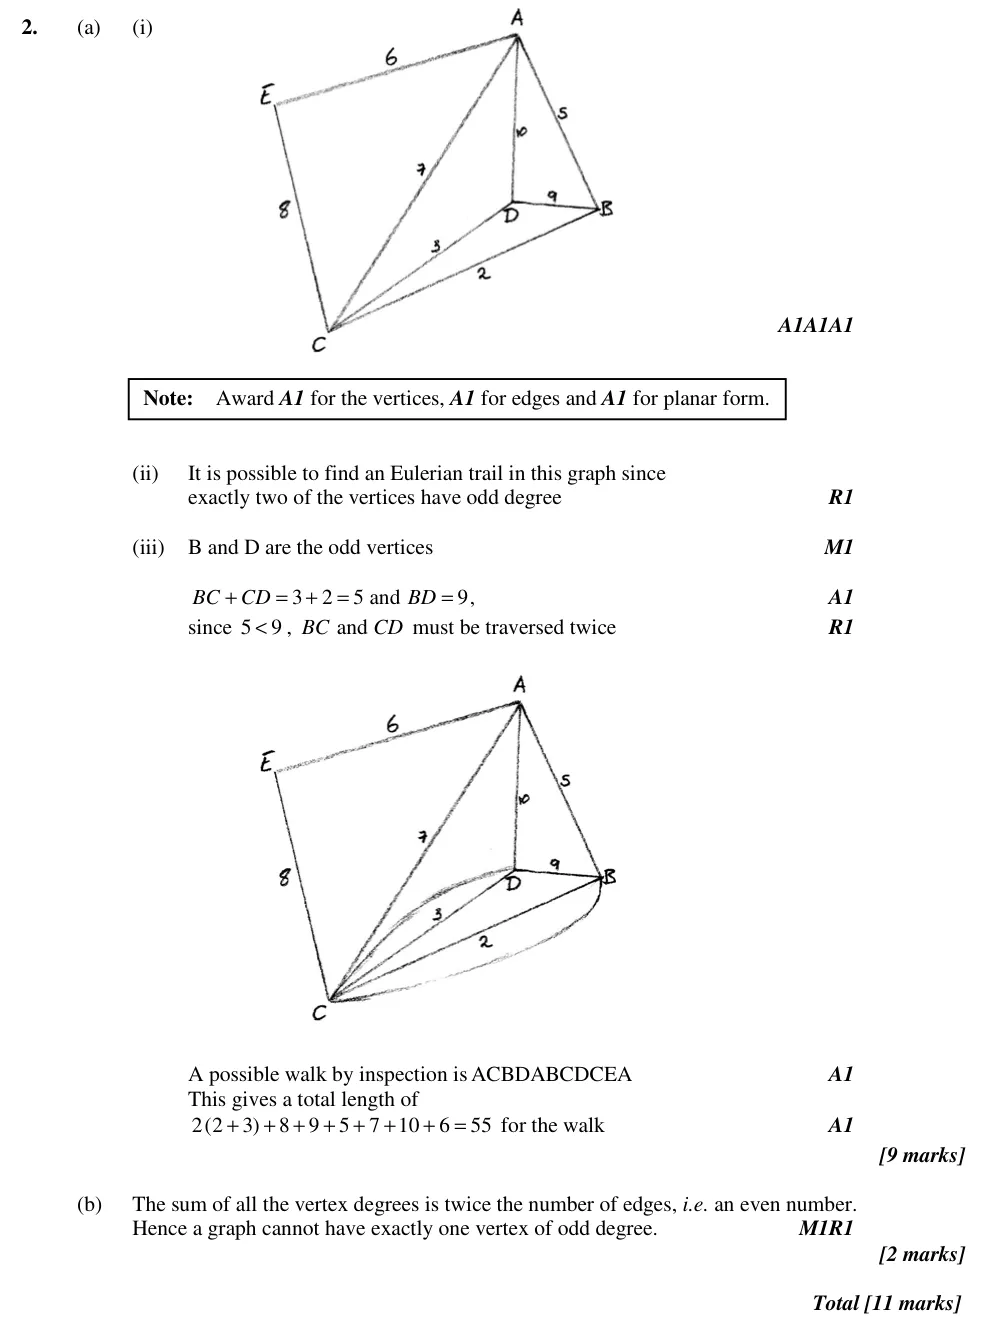 2. (a) (i)
A
6
E
5
10
7
8
9
D
B
3
2
C
A1A1A1
Note: Award A1 for the vertices, A1 for edges and A1 for planar form.
(ii) It is possible to find an Eulerian trail in this graph since
exactly two of the vertices have odd degree R1
(iii) B and D are the odd vertices M1
BC + CD = 3 + 2 = 5 and BD = 9, A1
since 5 < 9, BC and CD must be traversed twice R1
A
6
E
5
10
7
8
9
D
B
3
2
C
A possible walk by inspection is ACBDABCDCEA A1
This gives a total length of
2(2 + 3) + 8 + 9 + 5 + 7 + 10 + 6 = 55 for the walk A1
[9 marks]
(b) The sum of all the vertex degrees is twice the number of edges, i.e. an even number.
Hence a graph cannot have exactly one vertex of odd degree. M1R1
[2 marks]
Total [11 marks]